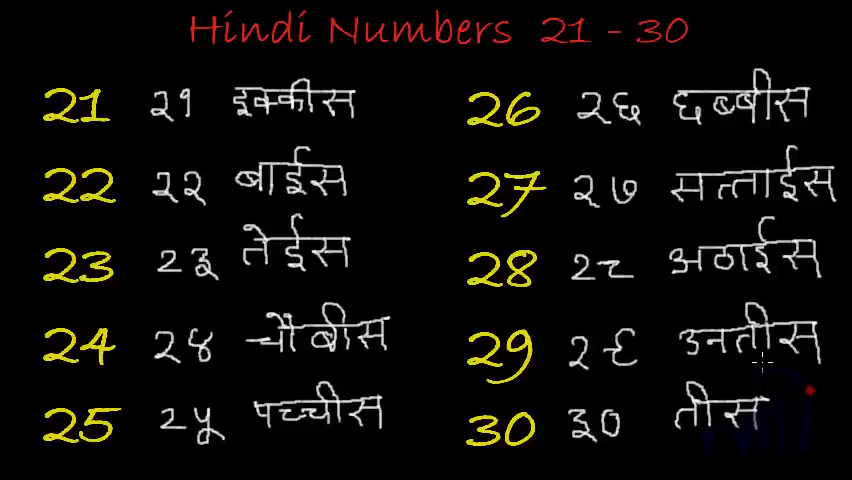 Hindi Numbers 21 - 30
21 २१ इक्कीस
22 २२ बाईस
23 २३ तेईस
24 २४ चौबीस
25 २५ पच्चीस
26 २६ छब्बीस
27 २७ सत्ताईस
28 २८ अठाईस
29 २९ उनतीस
30 ३० तीस